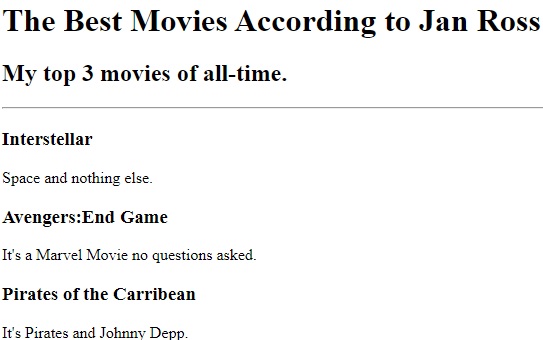 The Best Movies According to Jan Ross
My top 3 movies of all-time.
Interstellar
Space and nothing else.
Avengers:End Game
It's a Marvel Movie no questions asked.
Pirates of the Carribean
It's Pirates and Johnny Depp.